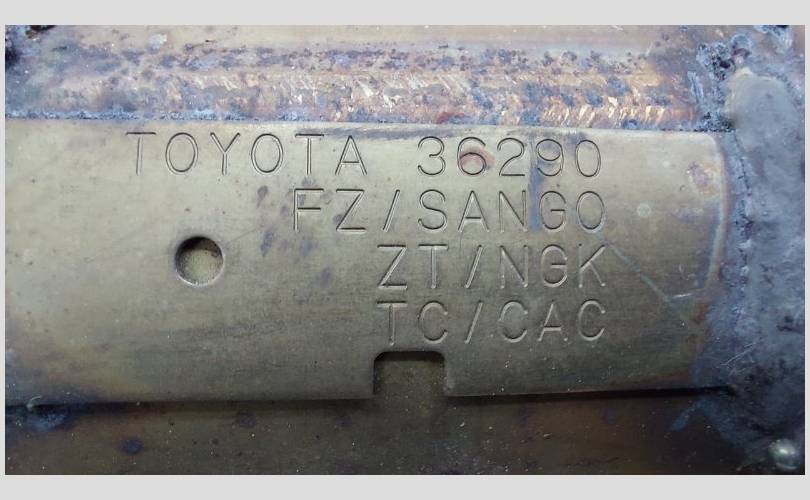 TOYOTA 36290
FZ/SANGO
ZT/NGK
TC/CAC